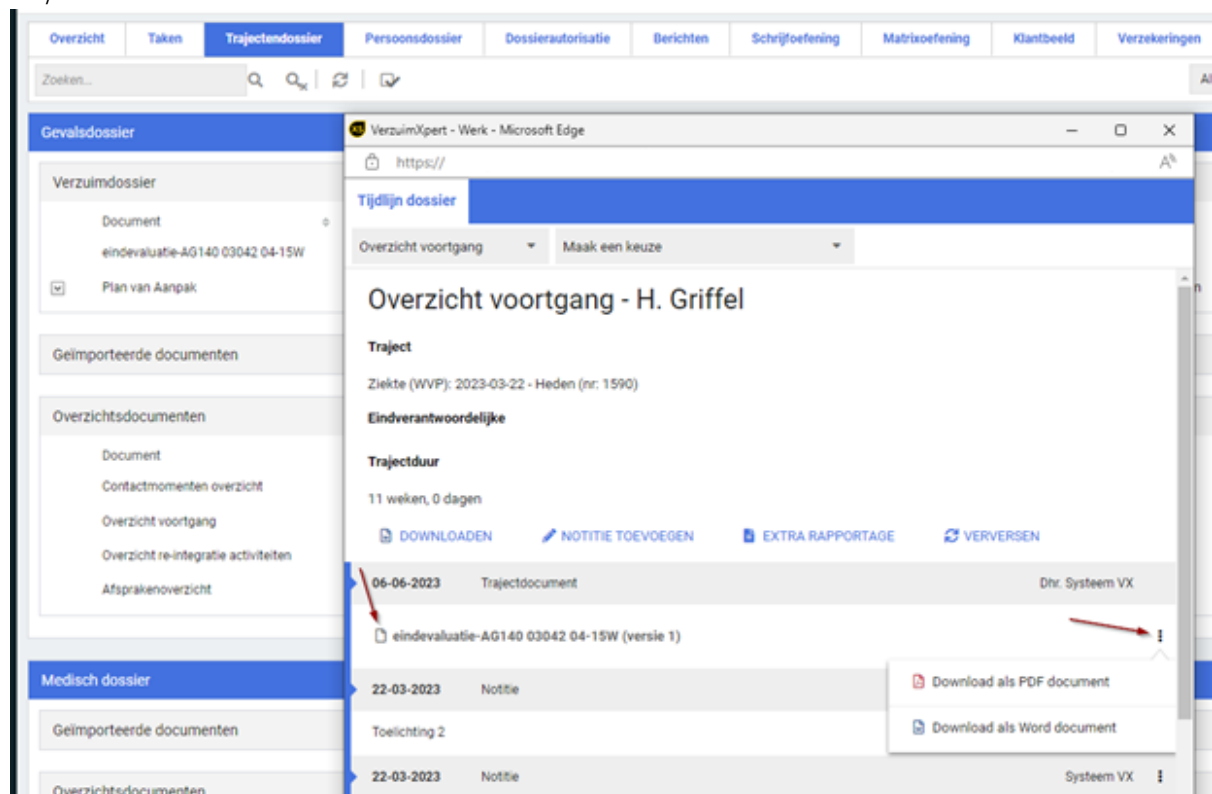 Overzicht Taken Trajectendossier Persoonsdossier Dossierautorisatie Berichten Schrijfoefening Matrixoefening Klantbeeld Verzekeringen
Zoeken...
Gevalsdossier
Verzuimdossier
Document
eindevaluatie-AG140 03042 04-15W
Plan van Aanpak
Geïmporteerde documenten
Overzichtsdocumenten
Document
Contactmomenten overzicht
Overzicht voortgang
Overzicht re-integratie activiteiten
Afsprakenoverzicht
Medisch dossier
Geïmporteerde documenten
Overzichtsdocumenten
VerzuimXpert - Werk - Microsoft Edge
https://
Tijdlijn dossier
Overzicht voortgang Maak een keuze
Overzicht voortgang - H. Griffel
Traject
Ziekte (WVP): 2023-03-22 - Heden (nr: 1590)
Eindverantwoordelijke
Trajectduur
11 weken, 0 dagen
DOWNLOADEN NOTITIE TOEVOEGEN EXTRA RAPPORTAGE VERVERSEN
06-06-2023 Trajectdocument Dhr. Systeem VX
eindevaluatie-AG140 03042 04-15W (versie 1)
Download als PDF document
Download als Word document
22-03-2023 Notitie
Toelichting 2
22-03-2023 Notitie Systeem VX